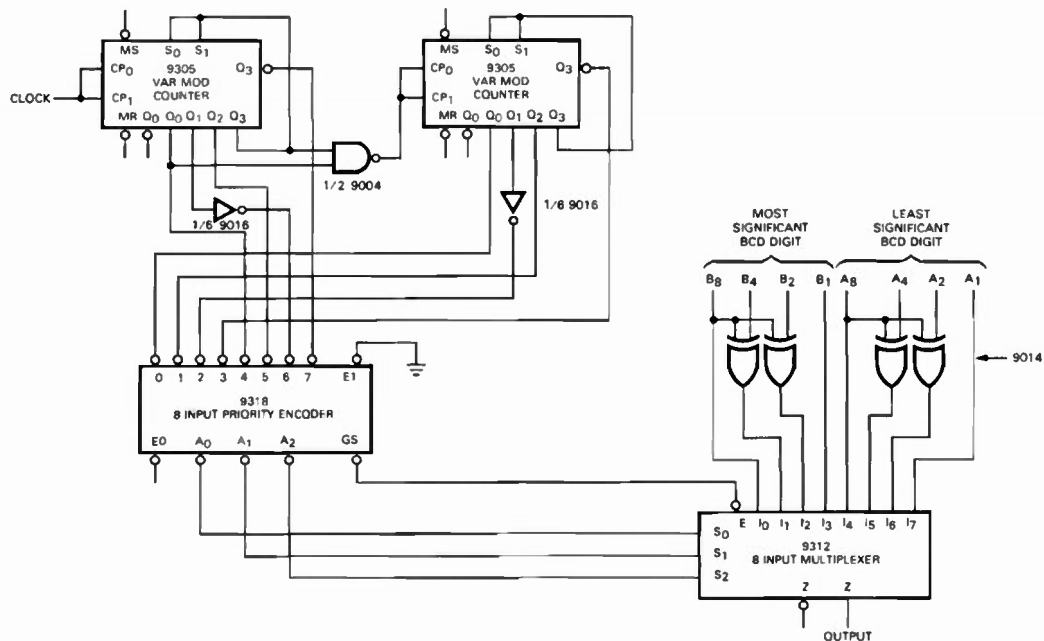 MS S0 S1
9305
VAR MOD
COUNTER
CP0
CP1
Q3
MR Q0 Q0 Q1 Q2 Q3
CLOCK
MS S0 S1
9305
VAR MOD
COUNTER
CP0
CP1
Q3
MR Q0 Q0 Q1 Q2 Q3
1/2 9004
1/6 9016
1/6 9016
MOST
SIGNIFICANT
BCD DIGIT
LEAST
SIGNIFICANT
BCD DIGIT
B8 B4 B2 B1 A8 A4 A2 A1
9014
0 1 2 3 4 5 6 7 E1
9318
8 INPUT PRIORITY ENCODER
E0 A0 A1 A2 GS
E I0 I1 I2 I3 I4 I5 I6 I7
S0
S1
S2
9312
8 INPUT MULTIPLEXER
Z Z
OUTPUT